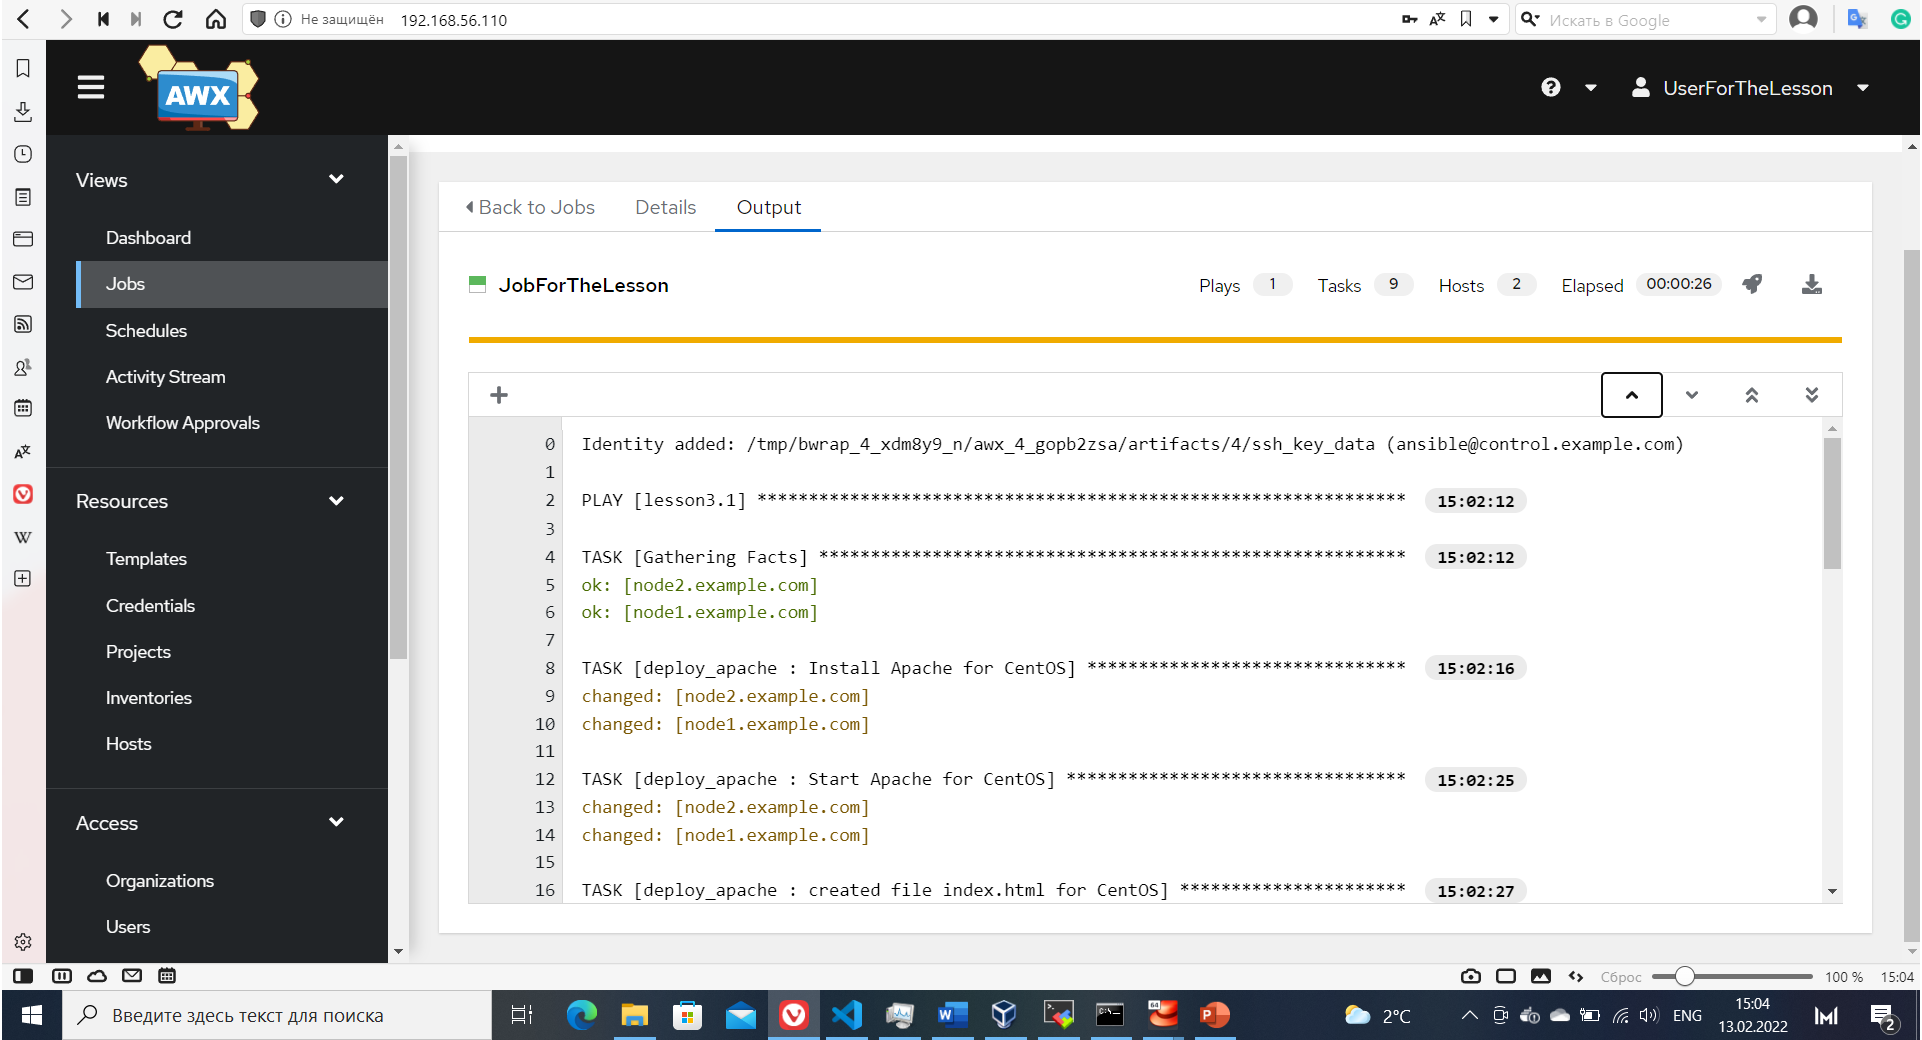 Не защищён 192.168.56.110
Искать в Google
AWX
UserForTheLesson
Views
Dashboard
Jobs
Schedules
Activity Stream
Workflow Approvals
Resources
Templates
Credentials
Projects
Inventories
Hosts
Access
Organizations
Users
Back to Jobs Details Output
JobForTheLesson Plays 1 Tasks 9 Hosts 2 Elapsed 00:00:26
0 Identity added: /tmp/bwrap_4_xdm8y9_n/awx_4_gopb2zsa/artifacts/4/ssh_key_data (ansible@control.example.com)
1
2 PLAY [lesson3.1] *************************************************************** 15:02:12
3
4 TASK [Gathering Facts] ********************************************************* 15:02:12
5 ok: [node2.example.com]
6 ok: [node1.example.com]
7
8 TASK [deploy_apache : Install Apache for CentOS] ******************************* 15:02:16
9 changed: [node2.example.com]
10 changed: [node1.example.com]
11
12 TASK [deploy_apache : Start Apache for CentOS] ********************************* 15:02:25
13 changed: [node2.example.com]
14 changed: [node1.example.com]
15
16 TASK [deploy_apache : created file index.html for CentOS] ********************** 15:02:27
Сброс 100 % 15:04
Введите здесь текст для поиска
2°C
ENG
15:04
13.02.2022
2